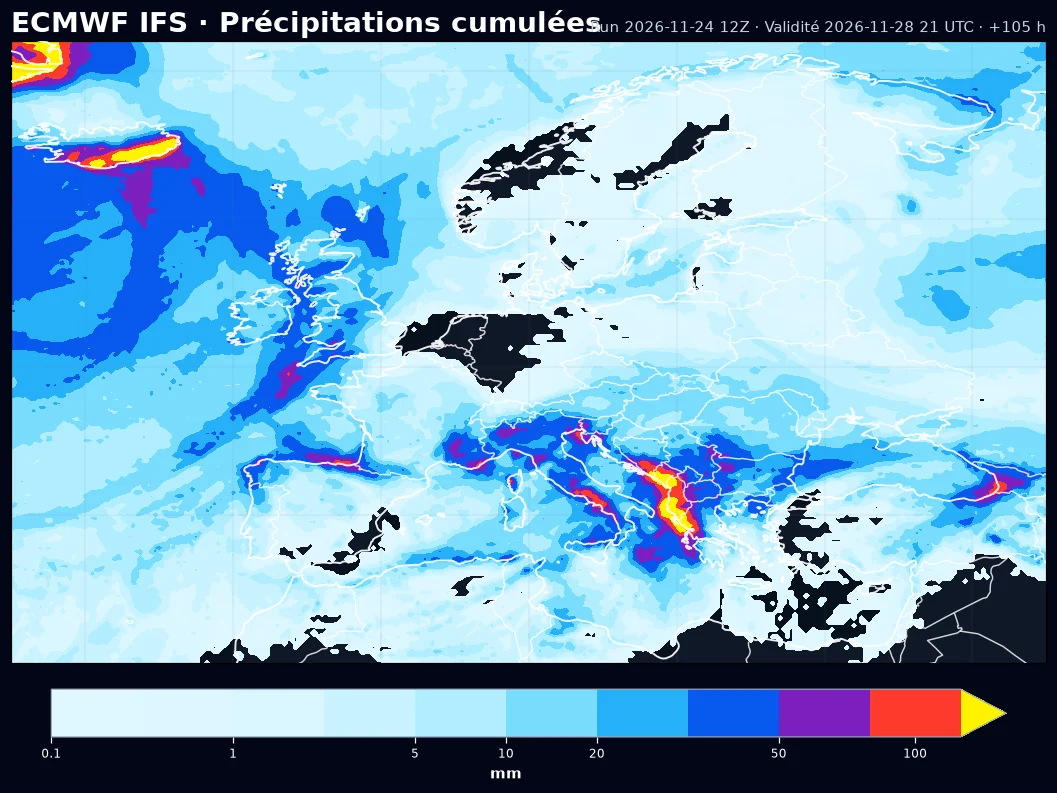 ECMWF IFS · Précipitations cumulées
Run 2026-11-24 12Z · Validité 2026-11-28 21 UTC · +105 h
0.1 1 5 10 20 50 100
mm